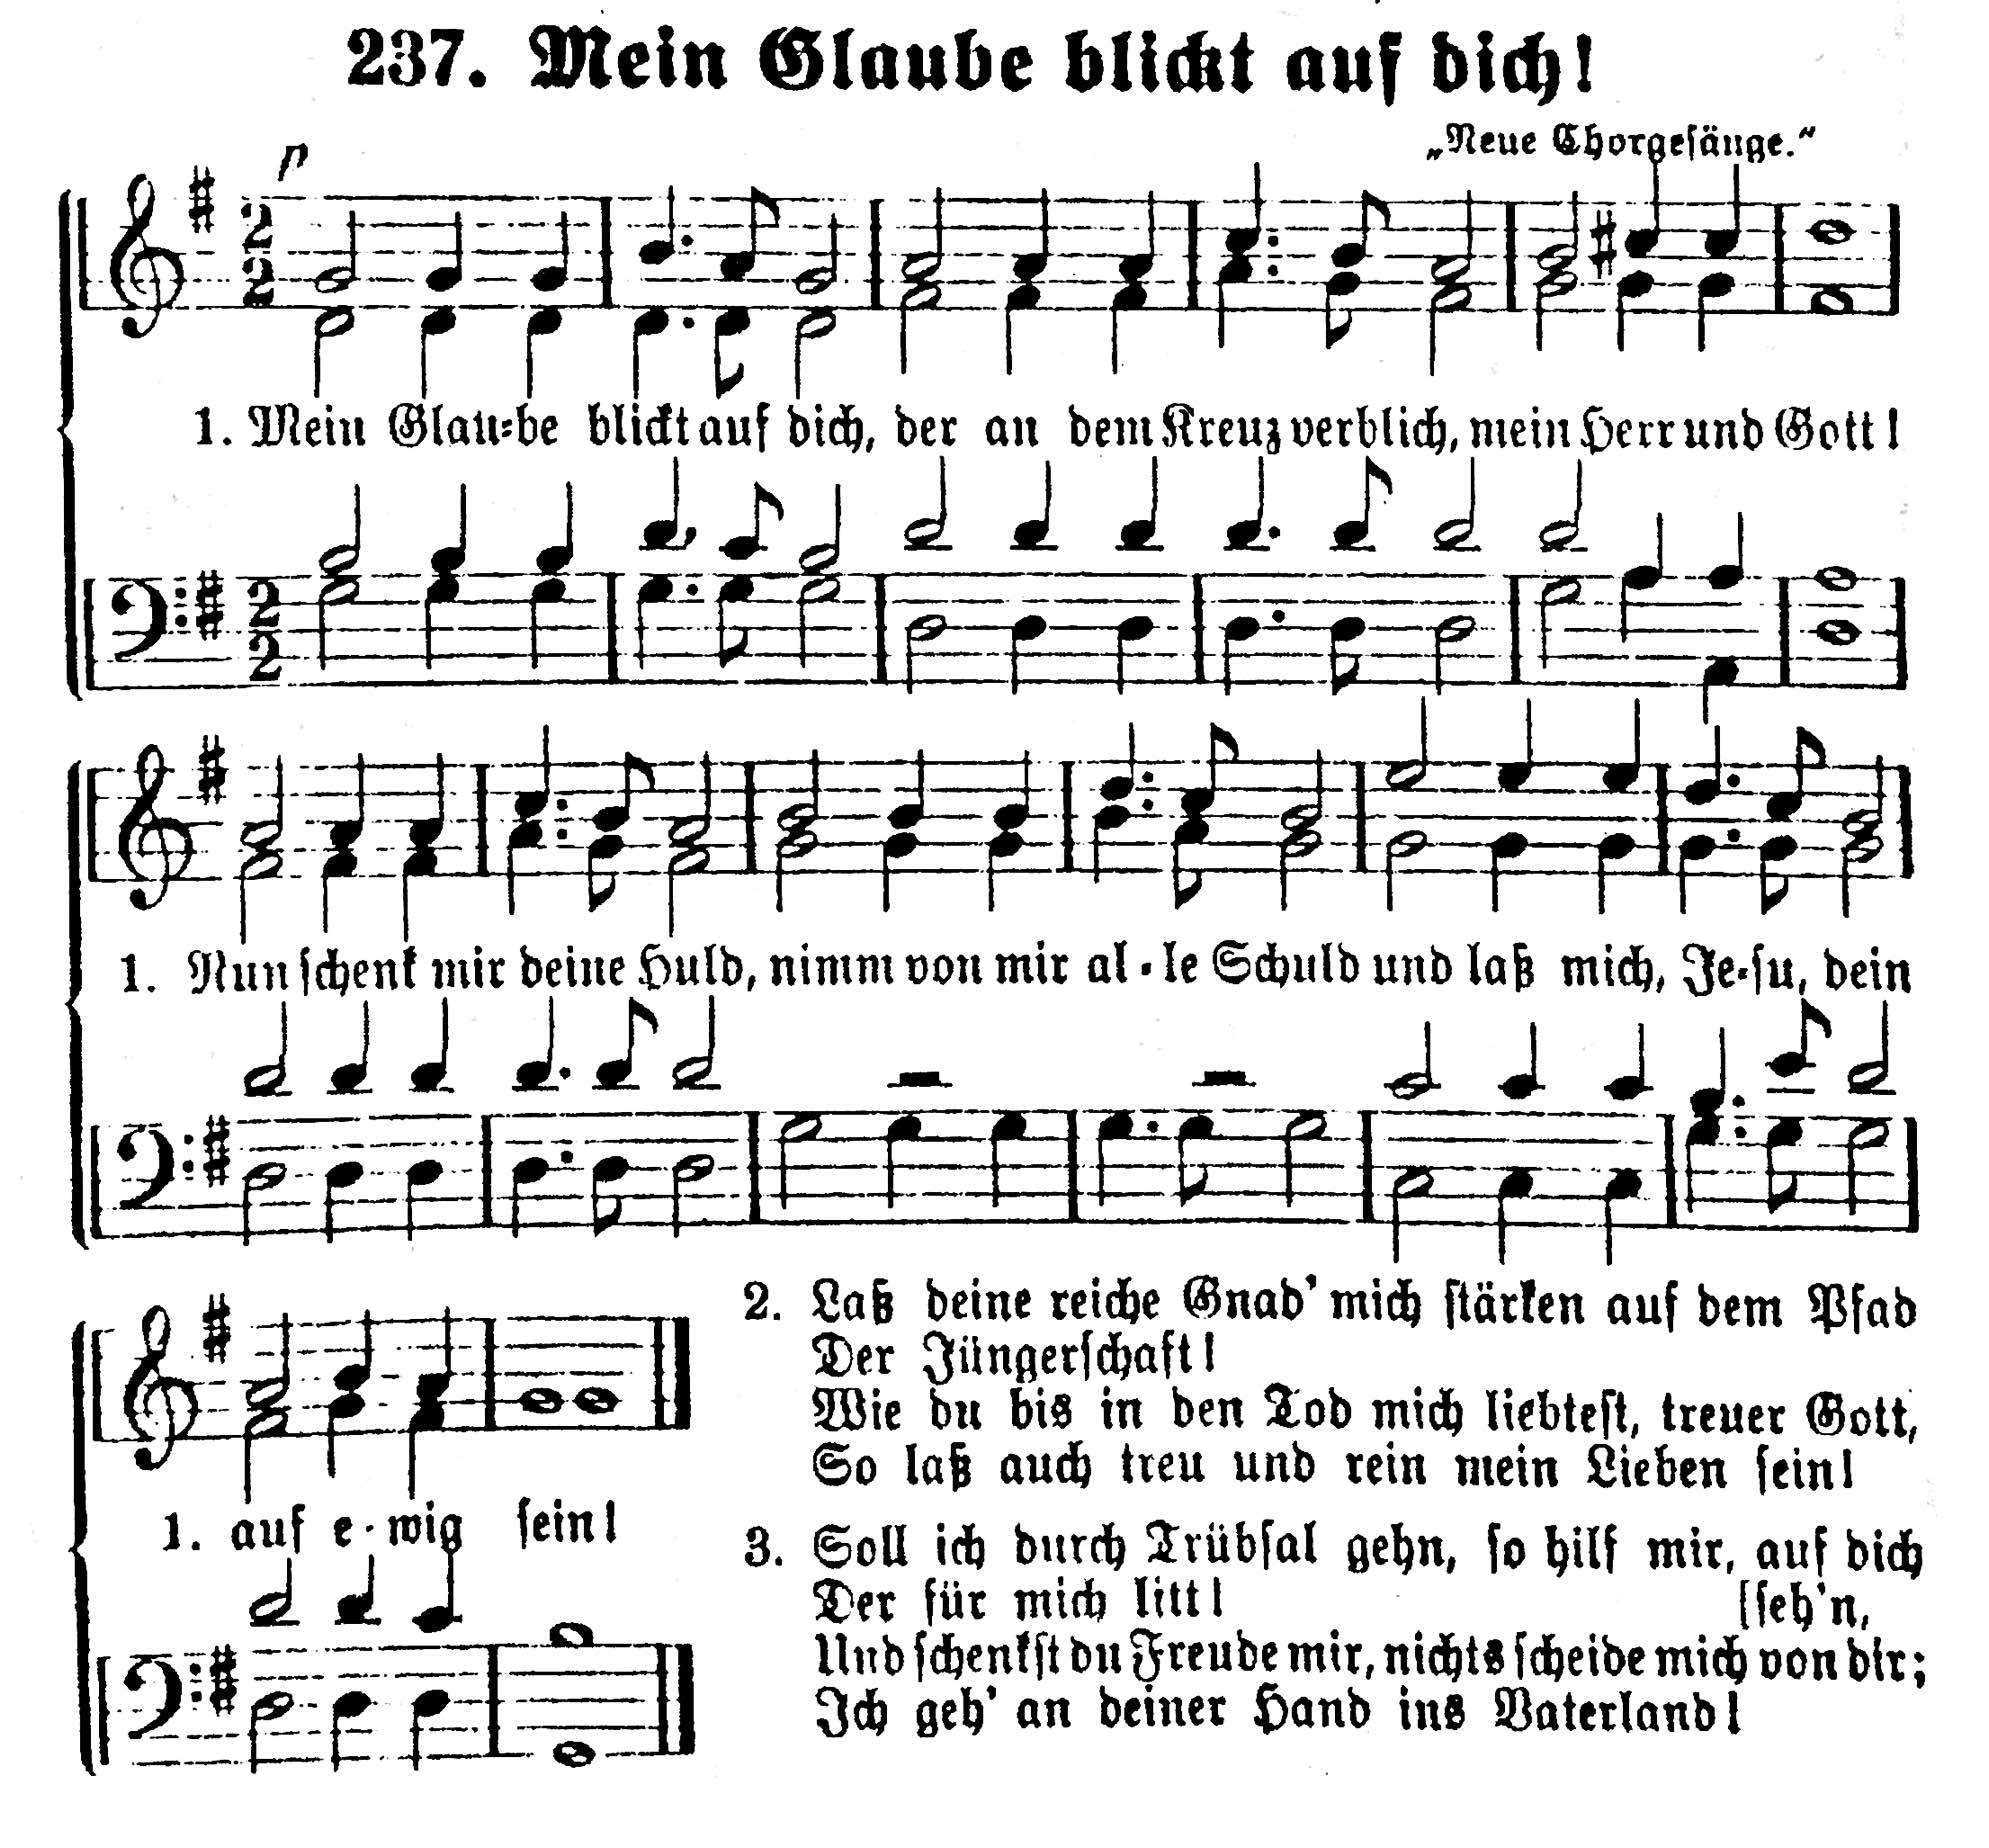 237. Mein Glaube blickt auf dich!
„Neue Chorgesänge.“
p
2
2
1. Mein Glau⸗be blickt auf dich, der an dem Kreuz verblich, mein Herr und Gott!
2
2
1. Nun schenk mir deine Huld, nimm von mir al⸗le Schuld und laß mich, Je⸗su, dein
1. auf e⸗wig sein!
2. Laß deine reiche Gnad’ mich stärken auf dem Pfad
Der Jüngerschaft!
Wie du bis in den Tod mich liebtest, treuer Gott,
So laß auch treu und rein mein Lieben sein!
3. Soll ich durch Trübsal gehn, so hilf mir, auf dich
Der für mich litt! [seh’n,
Und schenkst du Freude mir, nichts scheide mich von dir;
Ich geh’ an deiner Hand ins Vaterland!